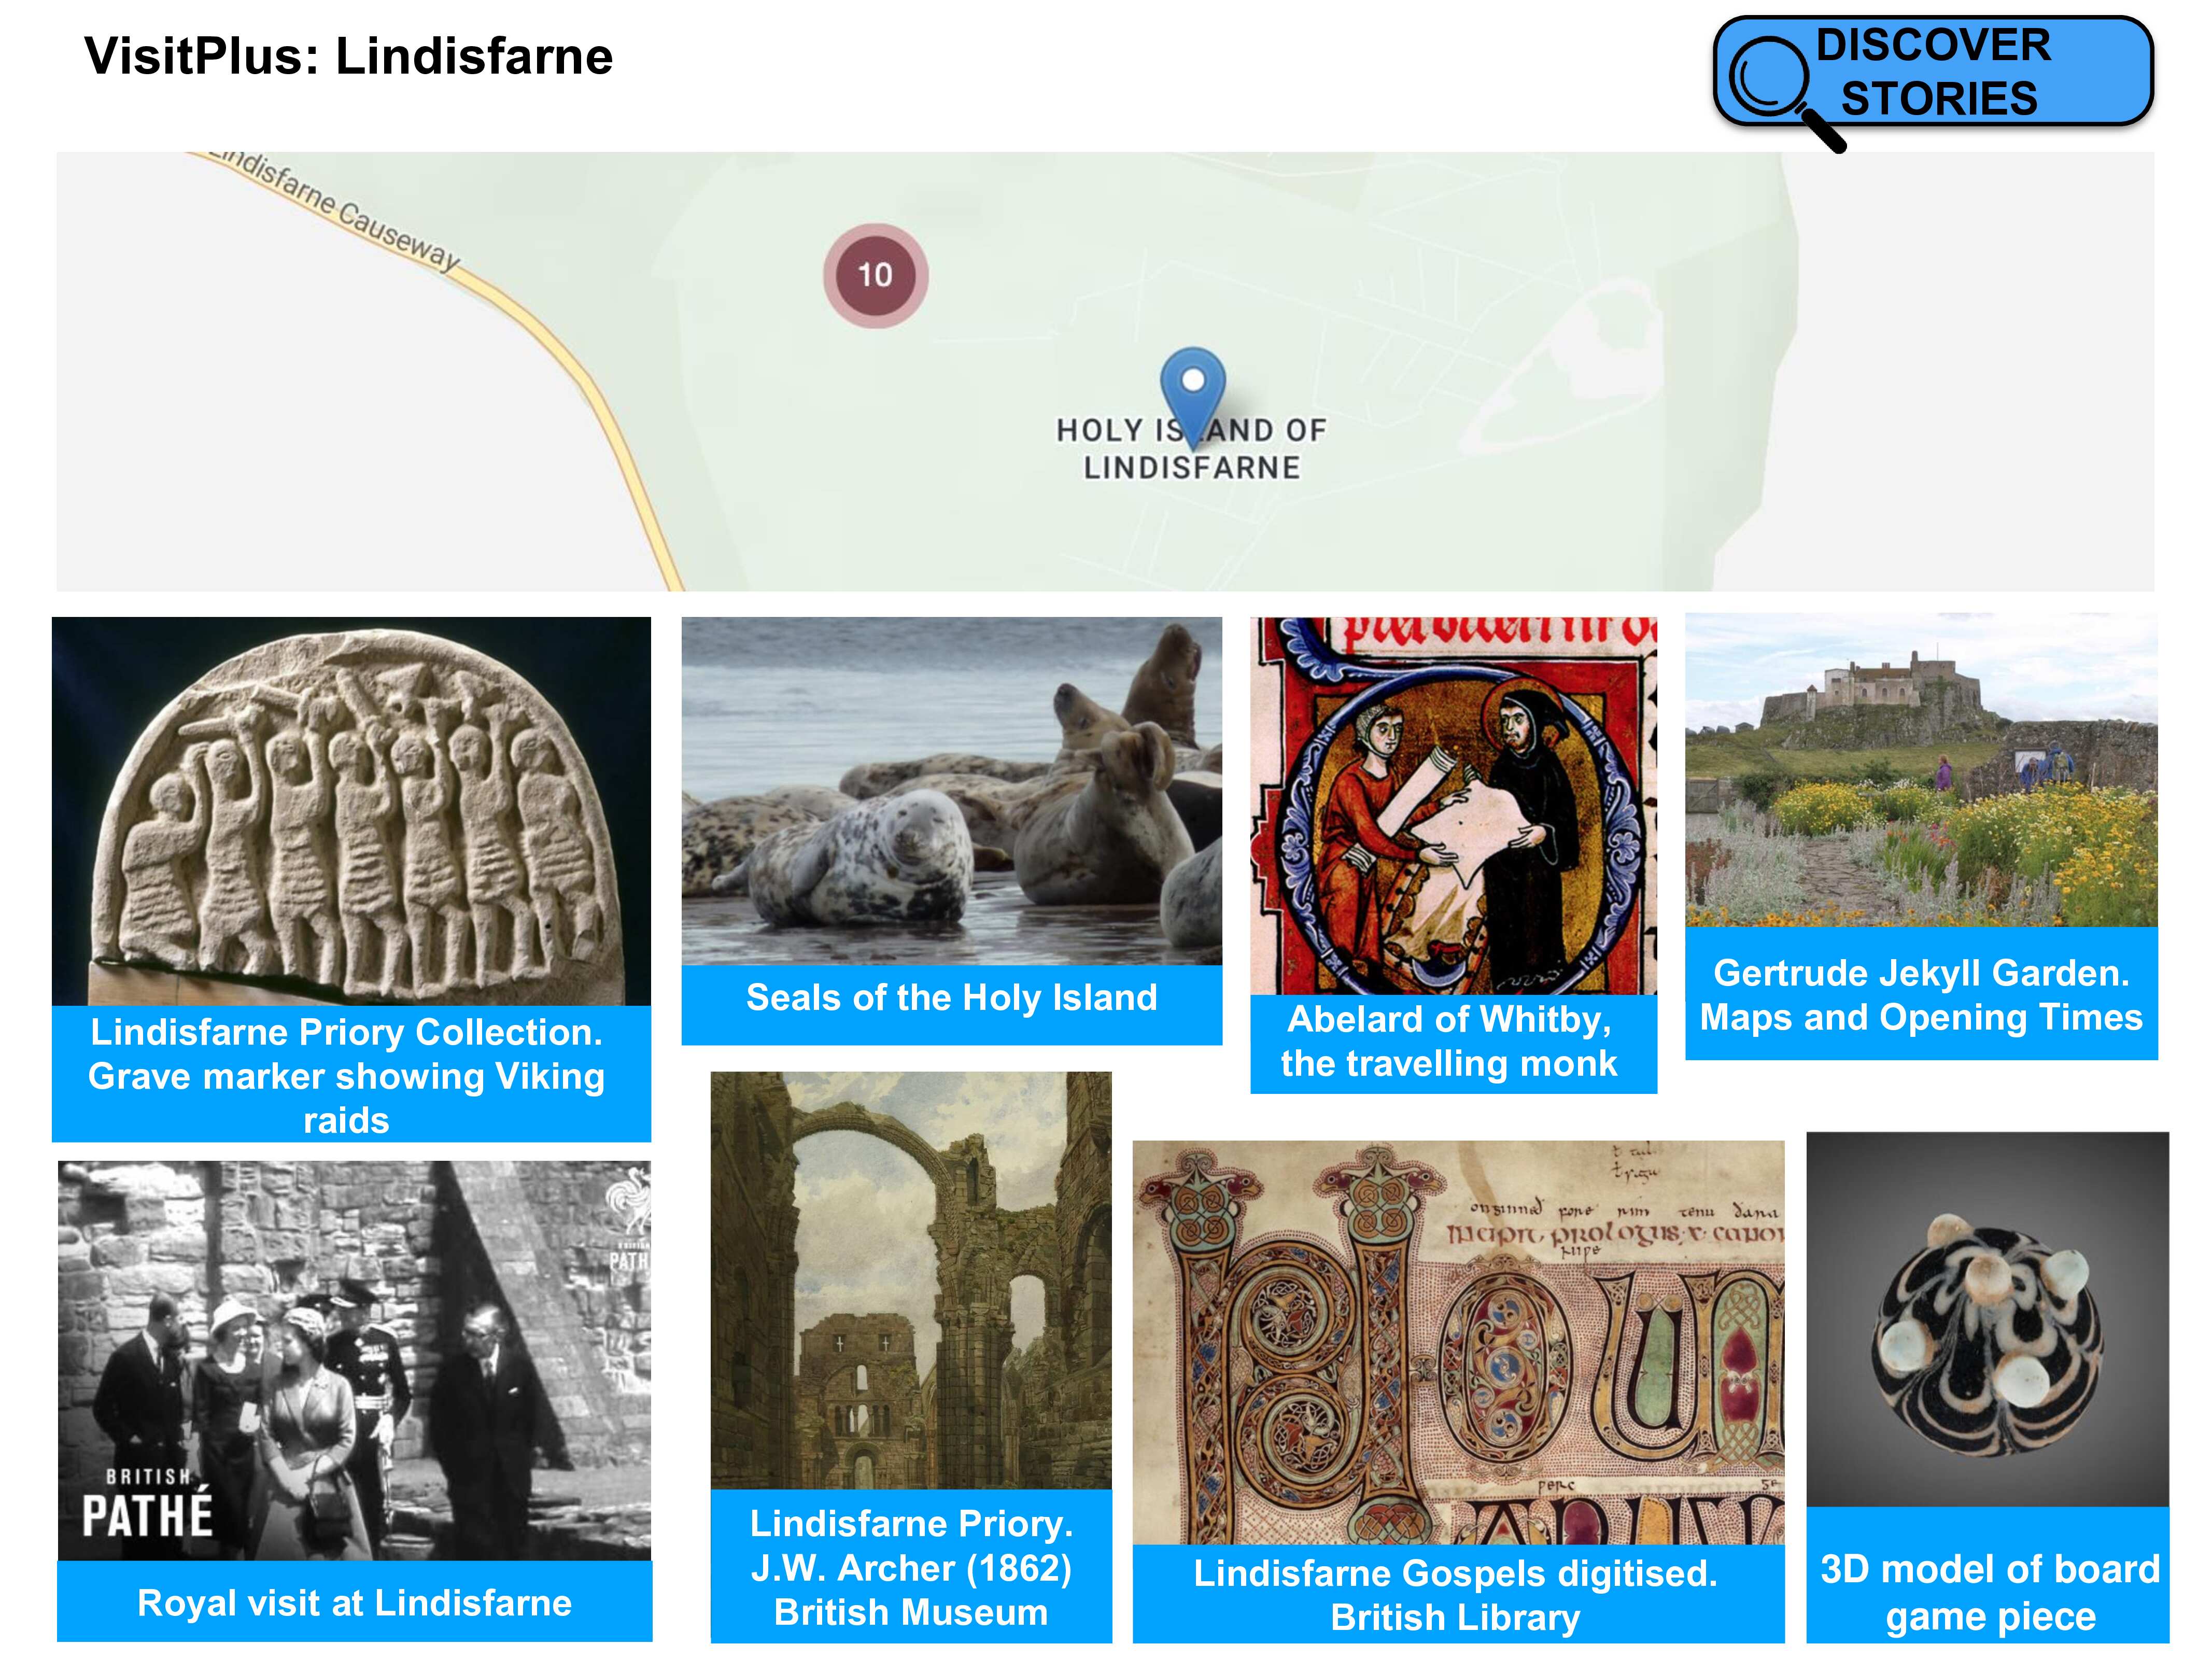 VisitPlus: Lindisfarne
DISCOVER
STORIES
Lindisfarne Causeway
10
HOLY ISLAND OF
LINDISFARNE
Lindisfarne Priory Collection.
Grave marker showing Viking
raids
Seals of the Holy Island
Abelard of Whitby,
the travelling monk
Gertrude Jekyll Garden.
Maps and Opening Times
BRITISH
PATHÉ
Royal visit at Lindisfarne
Lindisfarne Priory.
J.W. Archer (1862)
British Museum
Lindisfarne Gospels digitised.
British Library
3D model of board
game piece